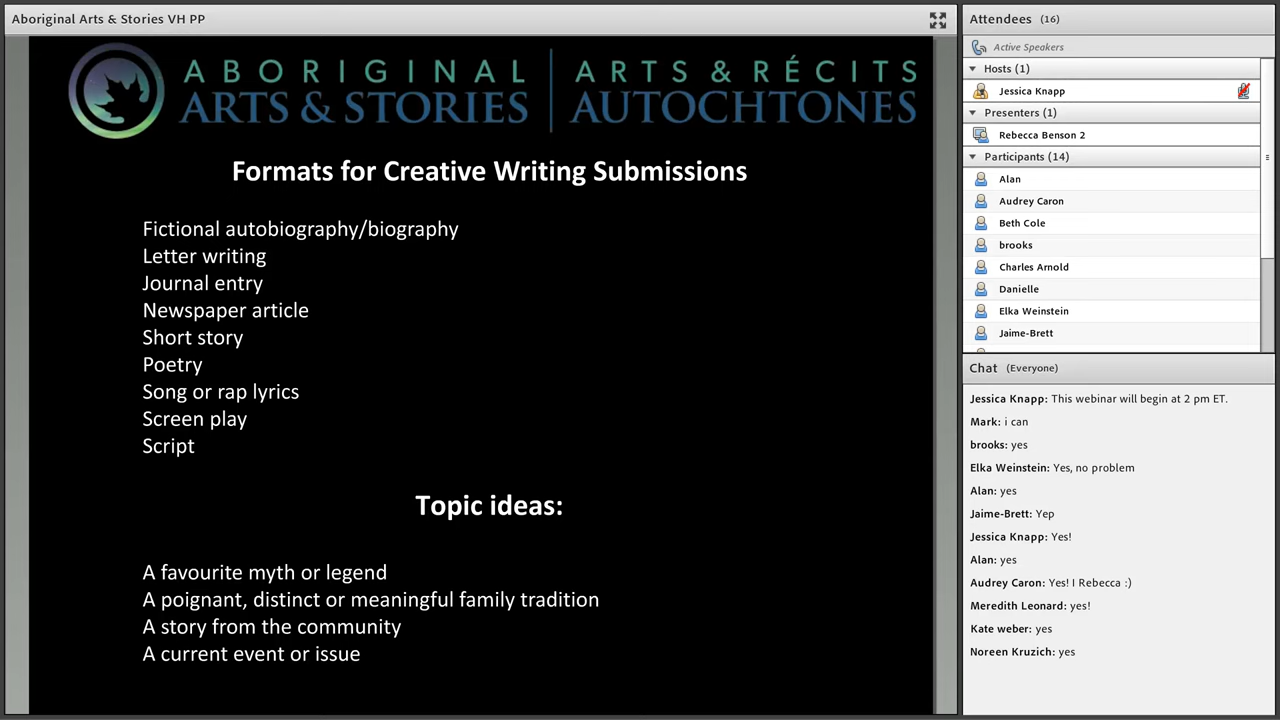 Aboriginal Arts & Stories VH PP
ABORIGINAL
ARTS & STORIES
ARTS & RÉCITS
AUTOCHTONES
Formats for Creative Writing Submissions
Fictional autobiography/biography
Letter writing
Journal entry
Newspaper article
Short story
Poetry
Song or rap lyrics
Screen play
Script
Topic ideas:
A favourite myth or legend
A poignant, distinct or meaningful family tradition
A story from the community
A current event or issue
Attendees (16)
Active Speakers
Hosts (1)
Jessica Knapp
Presenters (1)
Rebecca Benson 2
Participants (14)
Alan
Audrey Caron
Beth Cole
brooks
Charles Arnold
Danielle
Elka Weinstein
Jaime-Brett
Chat (Everyone)
Jessica Knapp: This webinar will begin at 2 pm ET.
Mark: i can
brooks: yes
Elka Weinstein: Yes, no problem
Alan: yes
Jaime-Brett: Yep
Jessica Knapp: Yes!
Alan: yes
Audrey Caron: Yes! I Rebecca :)
Meredith Leonard: yes!
Kate weber: yes
Noreen Kruzich: yes